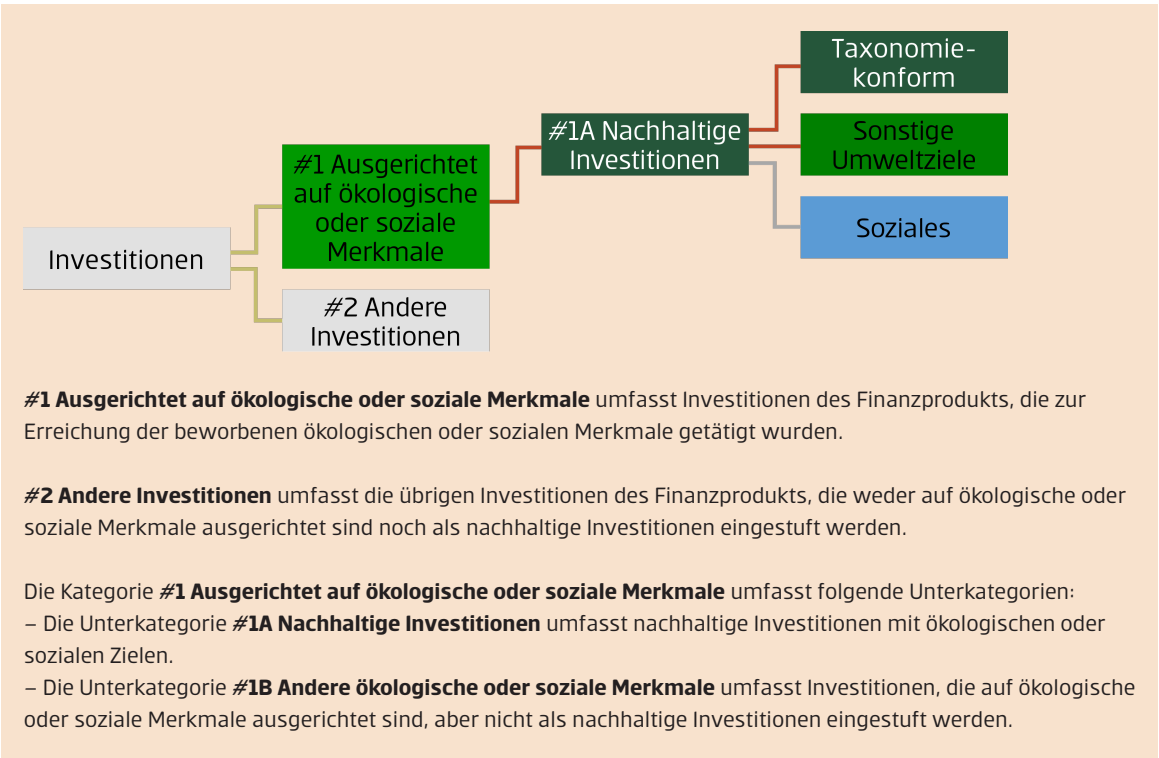 Taxonomie-
konform
#1A Nachhaltige
Investitionen
Sonstige
Umweltziele
#1 Ausgerichtet
auf ökologische
oder soziale
Merkmale
Soziales
Investitionen
#2 Andere
Investitionen
#1 Ausgerichtet auf ökologische oder soziale Merkmale umfasst Investitionen des Finanzprodukts, die zur
Erreichung der beworbenen ökologischen oder sozialen Merkmale getätigt wurden.
#2 Andere Investitionen umfasst die übrigen Investitionen des Finanzprodukts, die weder auf ökologische oder
soziale Merkmale ausgerichtet sind noch als nachhaltige Investitionen eingestuft werden.
Die Kategorie #1 Ausgerichtet auf ökologische oder soziale Merkmale umfasst folgende Unterkategorien:
– Die Unterkategorie #1A Nachhaltige Investitionen umfasst nachhaltige Investitionen mit ökologischen oder
sozialen Zielen.
– Die Unterkategorie #1B Andere ökologische oder soziale Merkmale umfasst Investitionen, die auf ökologische
oder soziale Merkmale ausgerichtet sind, aber nicht als nachhaltige Investitionen eingestuft werden.